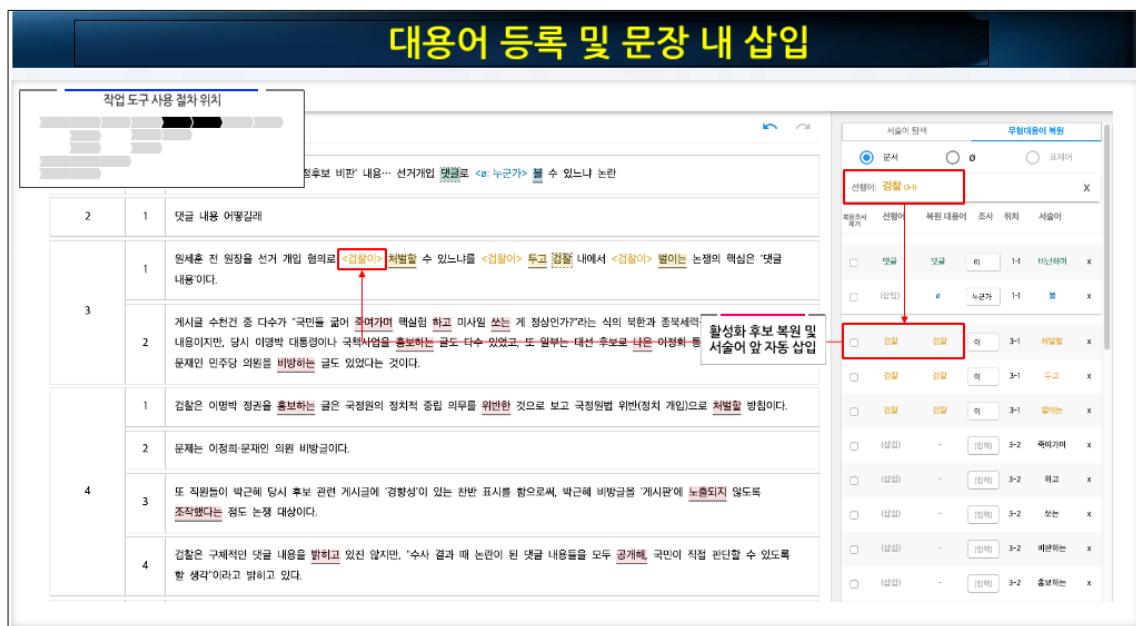 대용어 등록 및 문장 내 삽입
작업 도구 사용 절차 위치
정후보 비판' 내용… 선거개입 댓글로 <ø: 누군가> 볼 수 있느냐 논란
2 1 댓글 내용 어떻길래
3
1 원세훈 전 원장을 선거 개입 혐의로 <검찰이> 처벌할 수 있느냐를 <검찰이> 두고 검찰 내에서 <검찰이> 벌이는 논쟁의 핵심은 '댓글
내용'이다.
2 게시글 수천건 중 다수가 "국민들 굶어 죽여가며 핵실험 하고 미사일 쏘는 게 정상인가?"라는 식의 북한과 종북세력
내용이지만, 당시 이명박 대통령이나 국책사업을 홍보하는 글도 다수 있었고, 또 일부는 대선 후보로 나온 이정희 통
문재인 민주당 의원을 비방하는 글도 있었다는 것이다.
4
1 검찰은 이명박 정권을 홍보하는 글은 국정원의 정치적 중립 의무를 위반한 것으로 보고 국정원법 위반(정치 개입)으로 처벌할 방침이다.
2 문제는 이정희·문재인 의원 비방글이다.
3 또 직원들이 박근혜 당시 후보 관련 게시글에 '경향성'이 있는 찬반 표시를 함으로써, 박근혜 비방글을 '게시판'에 노출되지 않도록
조작했다는 점도 논쟁 대상이다.
4 검찰은 구체적인 댓글 내용을 밝히고 있진 않지만, "수사 결과 때 논란이 된 댓글 내용들을 모두 공개해, 국민이 직접 판단할 수 있도록
할 생각"이라고 밝히고 있다.
활성화 후보 복원 및
서술어 앞 자동 삽입
서술어 탐색 무형대용어 복원
문서 ø 표제어
선행어: 검찰 (3-1) X
복원조사 제거 선행어 복원 대용어 조사 위치 서술어
댓글 댓글 이 1-1 비난하며 x
(삽입) ø 누군가 1-1 볼 x
검찰 검찰 이 3-1 처벌할 x
검찰 검찰 이 3-1 두고 x
검찰 검찰 이 3-1 벌이는 x
(삽입) - [입력] 3-2 죽여가며 x
(삽입) - [입력] 3-2 하고 x
(삽입) - [입력] 3-2 쏘는 x
(삽입) - [입력] 3-2 비판하는 x
(삽입) - [입력] 3-2 홍보하는 x